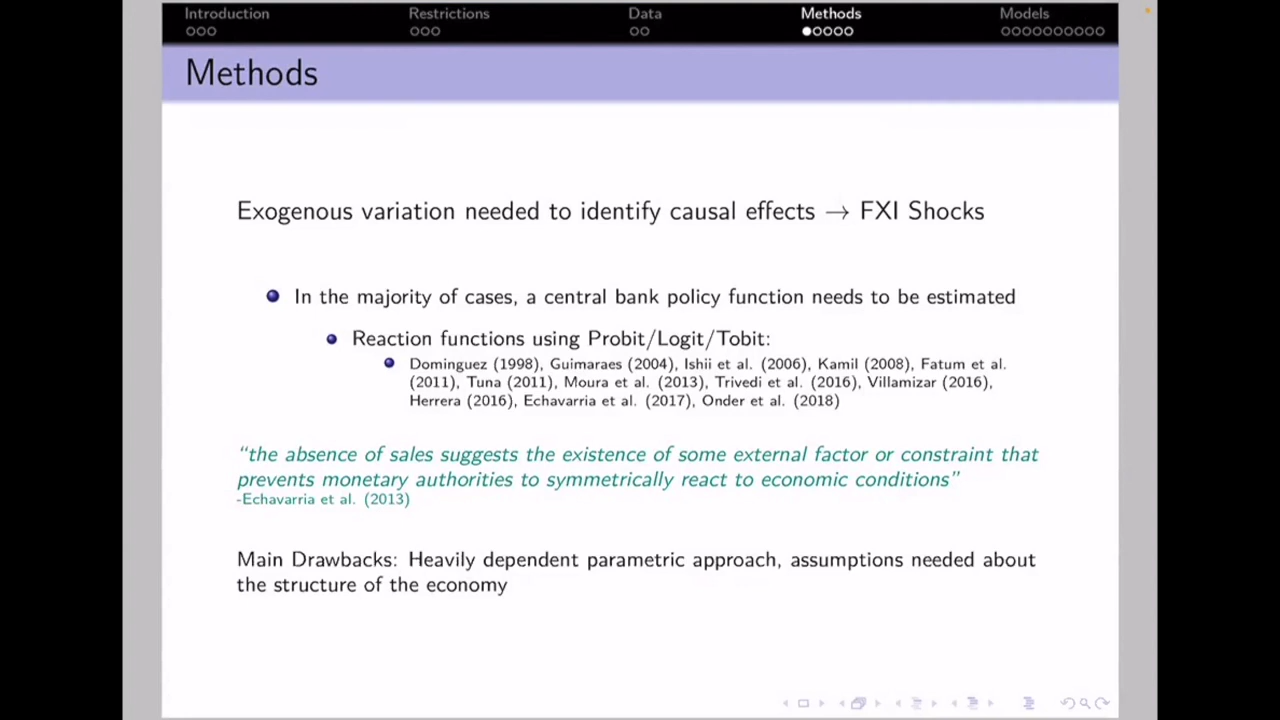 Introduction Restrictions Data Methods Models
Methods
Exogenous variation needed to identify causal effects → FXI Shocks
In the majority of cases, a central bank policy function needs to be estimated
Reaction functions using Probit/Logit/Tobit:
Dominguez (1998), Guimaraes (2004), Ishii et al. (2006), Kamil (2008), Fatum et al.
(2011), Tuna (2011), Moura et al. (2013), Trivedi et al. (2016), Villamizar (2016),
Herrera (2016), Echavarria et al. (2017), Onder et al. (2018)
“the absence of sales suggests the existence of some external factor or constraint that
prevents monetary authorities to symmetrically react to economic conditions”
-Echavarria et al. (2013)
Main Drawbacks: Heavily dependent parametric approach, assumptions needed about
the structure of the economy